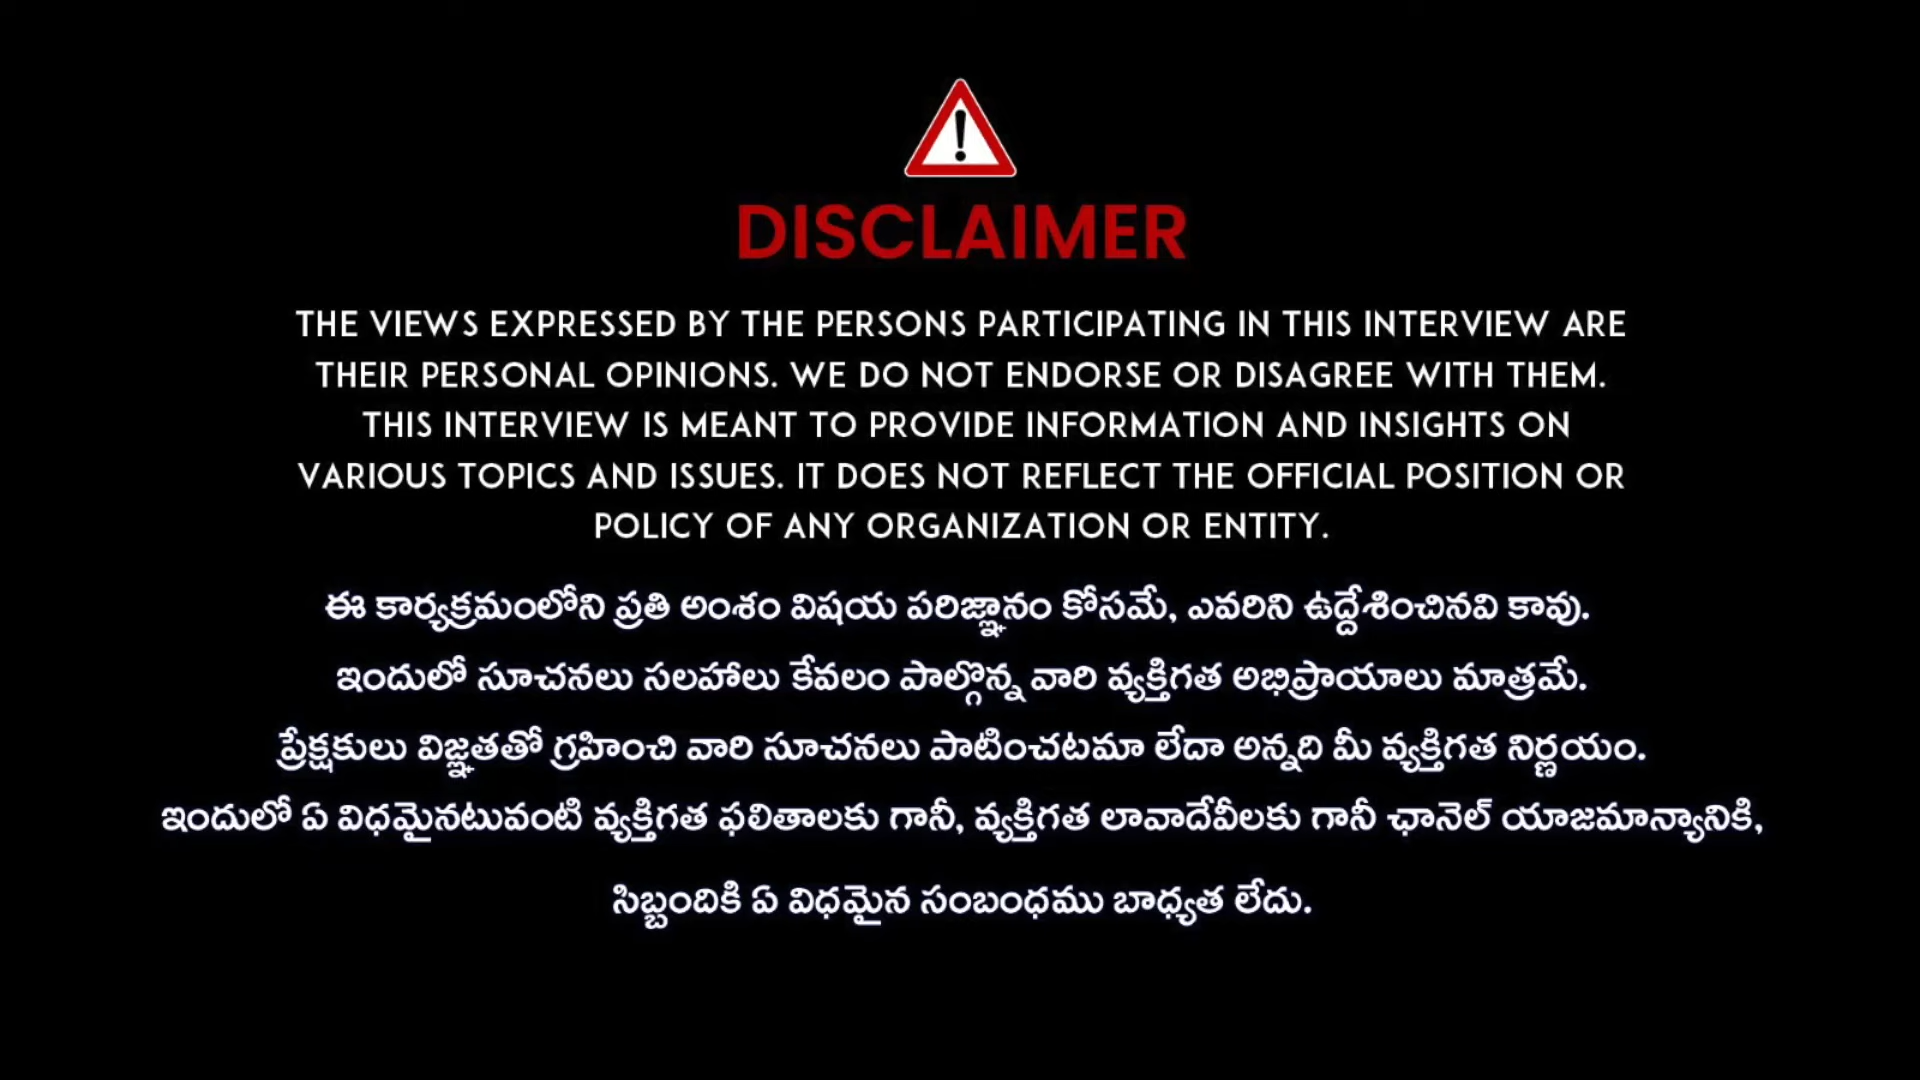 DISCLAIMER
THE VIEWS EXPRESSED BY THE PERSONS PARTICIPATING IN THIS INTERVIEW ARE
THEIR PERSONAL OPINIONS. WE DO NOT ENDORSE OR DISAGREE WITH THEM.
THIS INTERVIEW IS MEANT TO PROVIDE INFORMATION AND INSIGHTS ON
VARIOUS TOPICS AND ISSUES. IT DOES NOT REFLECT THE OFFICIAL POSITION OR
POLICY OF ANY ORGANIZATION OR ENTITY.
ఈ కార్యక్రమంలోని ప్రతి అంశం విషయ పరిజ్ఞానం కోసమే, ఎవరిని ఉద్దేశించినవి కావు.
ఇందులో సూచనలు సలహాలు కేవలం పాల్గొన్న వారి వ్యక్తిగత అభిప్రాయాలు మాత్రమే.
ప్రేక్షకులు విజ్ఞతతో గ్రహించి వారి సూచనలు పాటించటమా లేదా అన్నది మీ వ్యక్తిగత నిర్ణయం.
ఇందులో ఏ విధమైనటువంటి వ్యక్తిగత ఫలితాలకు గానీ, వ్యక్తిగత లావాదేవీలకు గానీ ఛానెల్ యాజమాన్యానికి,
సిబ్బందికి ఏ విధమైన సంబంధము బాధ్యత లేదు.